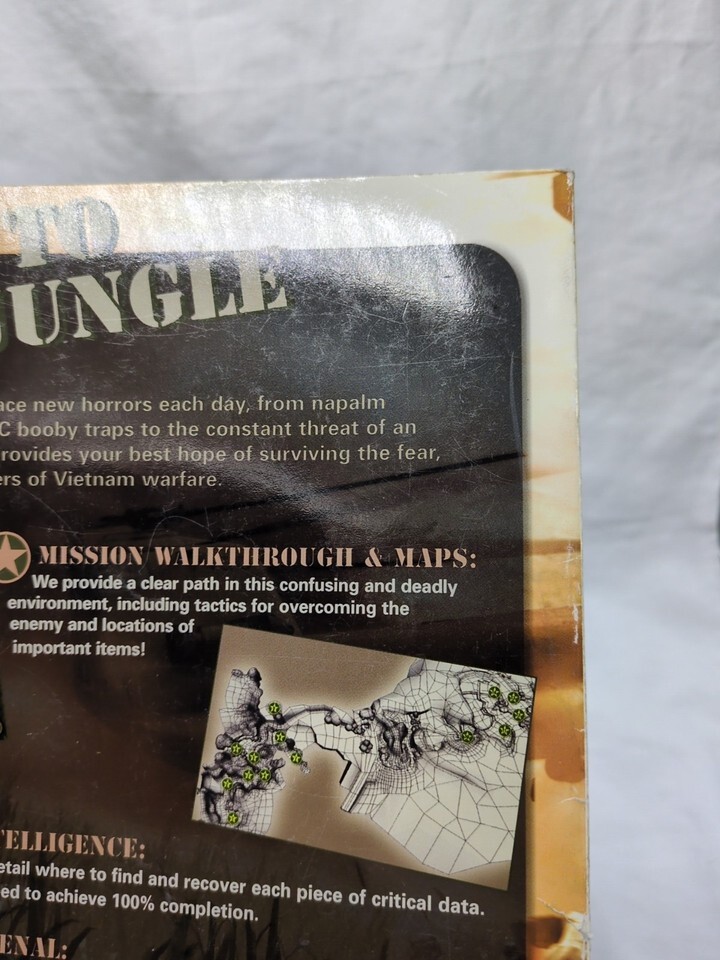 TO
JUNGLE
ace new horrors each day, from napalm
C booby traps to the constant threat of an
rovides your best hope of surviving the fear,
ers of Vietnam warfare.
MISSION WALKTHROUGH & MAPS:
We provide a clear path in this confusing and deadly
environment, including tactics for overcoming the
enemy and locations of
important items!
TELLIGENCE:
etail where to find and recover each piece of critical data.
ed to achieve 100% completion.
ENAL: